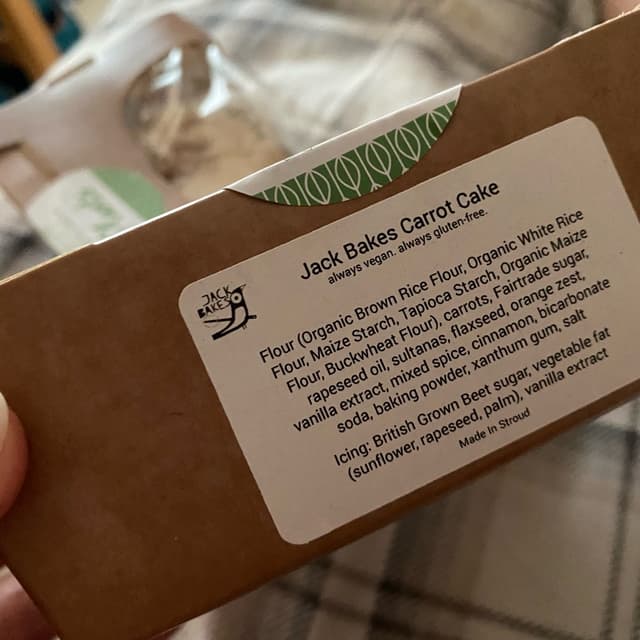 Jack Bakes Carrot Cake
always vegan. always gluten-free.
JACK
BAKES
Flour (Organic Brown Rice Flour, Organic White Rice
Flour, Maize Starch, Tapioca Starch, Organic Maize
Flour, Buckwheat Flour), carrots, Fairtrade sugar,
rapeseed oil, sultanas, flaxseed, orange zest,
vanilla extract, mixed spice, cinnamon, bicarbonate
soda, baking powder, xanthum gum, salt
Icing: British Grown Beet sugar, vegetable fat
(sunflower, rapeseed, palm), vanilla extract
Made In Stroud